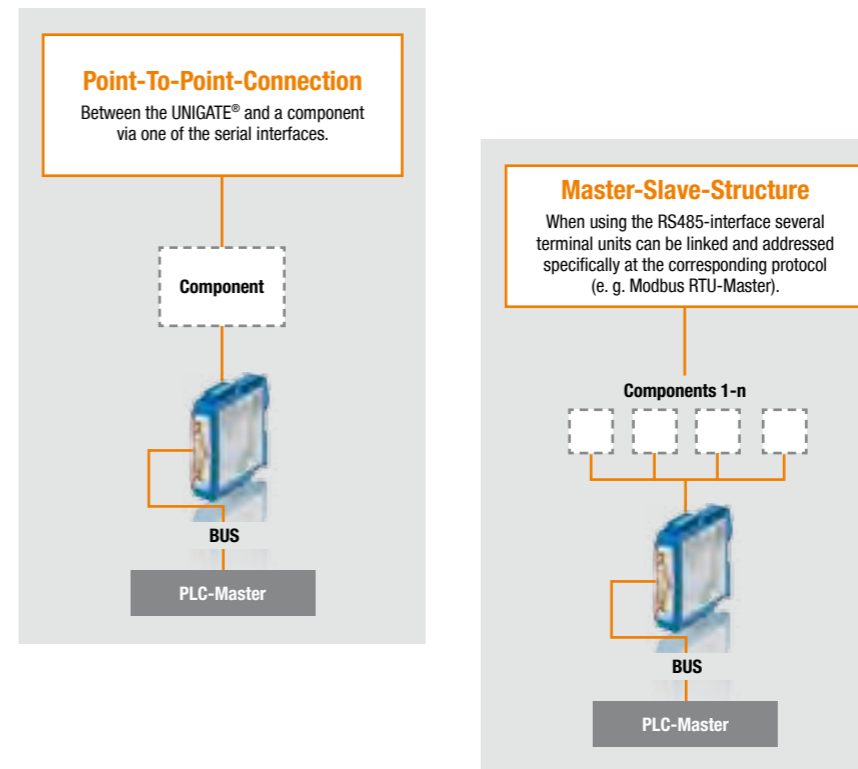 Point-To-Point-Connection
Between the UNIGATE® and a component
via one of the serial interfaces.
Component
BUS
PLC-Master
Master-Slave-Structure
When using the RS485-interface several
terminal units can be linked and addressed
specifically at the corresponding protocol
(e. g. Modbus RTU-Master).
Components 1-n
BUS
PLC-Master